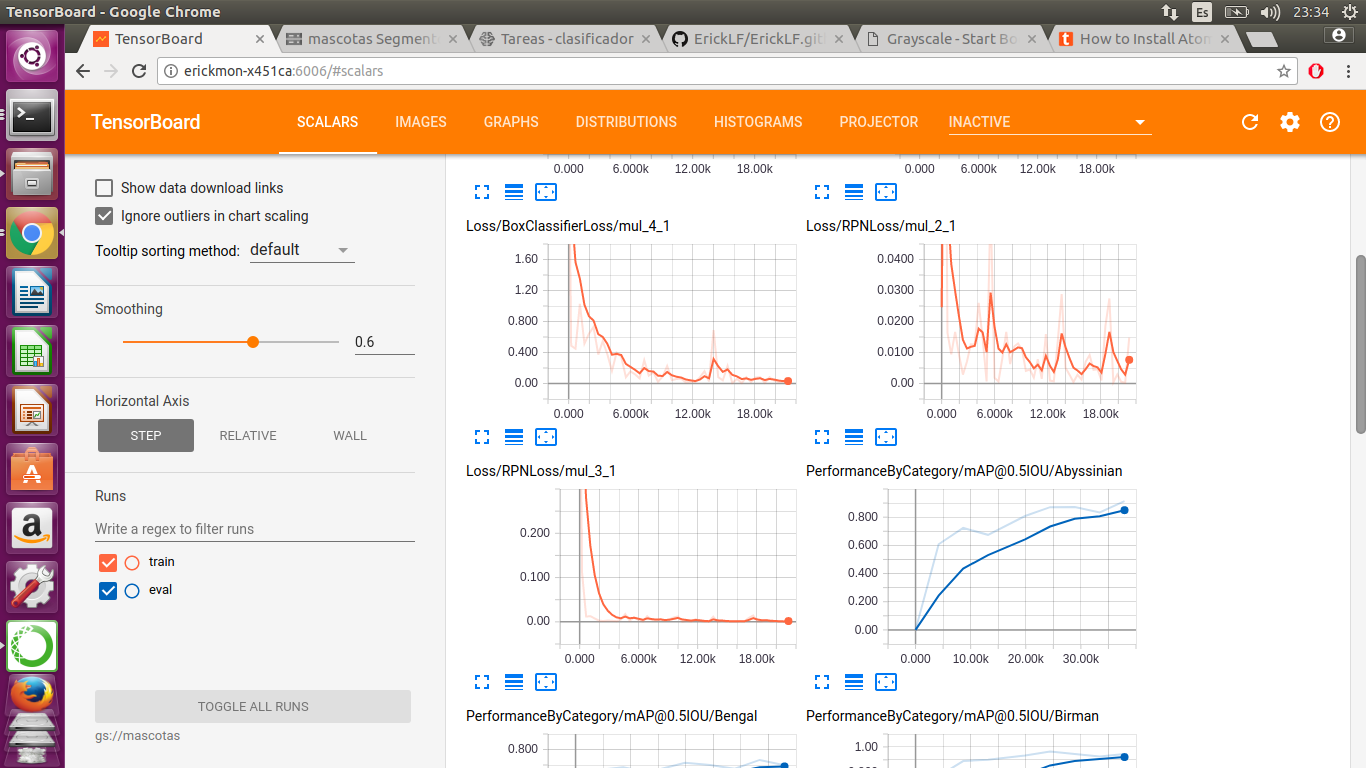 TensorBoard - Google Chrome
Es
23:34
TensorBoard
mascotas Segment
Tareas - clasificador
ErickLF/ErickLF.git
Grayscale - Start Bo
How to Install Atom
erickmon-x451ca:6006/#scalars
TensorBoard
SCALARS
IMAGES
GRAPHS
DISTRIBUTIONS
HISTOGRAMS
PROJECTOR
INACTIVE
Show data download links
Ignore outliers in chart scaling
Tooltip sorting method: default
Smoothing
0.6
Horizontal Axis
STEP
RELATIVE
WALL
Runs
Write a regex to filter runs
train
eval
TOGGLE ALL RUNS
gs://mascotas
0.000 6.000k 12.00k 18.00k
0.000 6.000k 12.00k 18.00k
Loss/BoxClassifierLoss/mul_4_1
1.60
1.20
0.800
0.400
0.00
0.000 6.000k 12.00k 18.00k
Loss/RPNLoss/mul_2_1
0.0400
0.0300
0.0200
0.0100
0.00
0.000 6.000k 12.00k 18.00k
Loss/RPNLoss/mul_3_1
0.200
0.100
0.00
0.000 6.000k 12.00k 18.00k
PerformanceByCategory/mAP@0.5IOU/Abyssinian
0.800
0.600
0.400
0.200
0.00
0.000 10.00k 20.00k 30.00k
PerformanceByCategory/mAP@0.5IOU/Bengal
0.800
PerformanceByCategory/mAP@0.5IOU/Birman
1.00